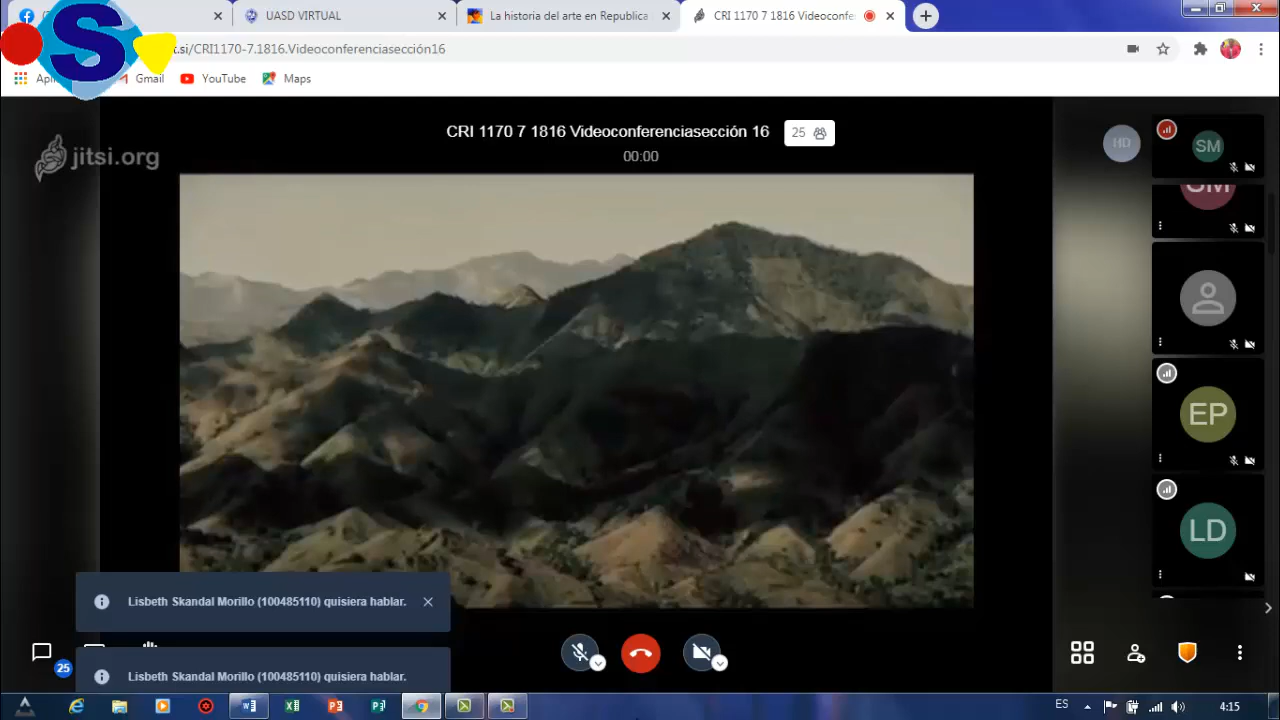 UASD VIRTUAL
La historia del arte en Republica
CRI 1170 7 1816 Videoconfe
t.si/CRI1170-7.1816.Videoconferenciasección16
S
Gmail
YouTube
Maps
jitsi.org
CRI 1170 7 1816 Videoconferenciasección 16
25
00:00
HD
SM
EP
LD
Lisbeth Skandal Morillo (100485110) quisiera hablar.
Lisbeth Skandal Morillo (100485110) quisiera hablar.
25
ES
4:15